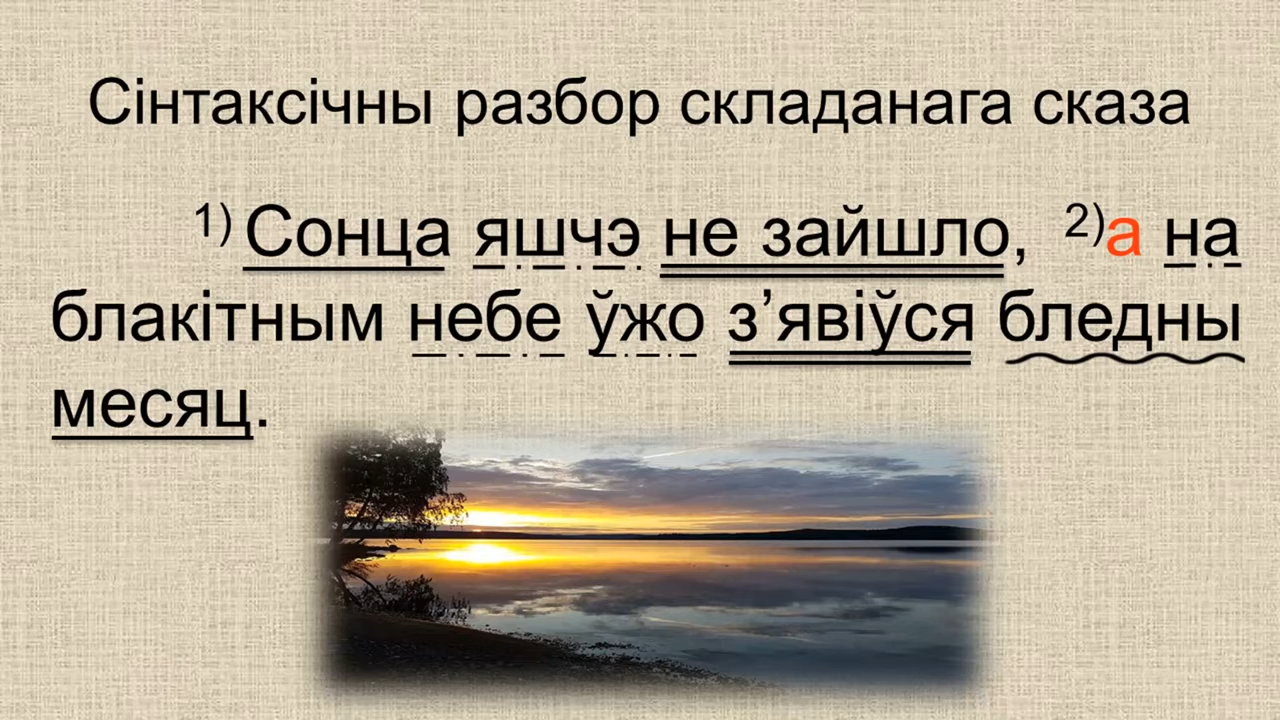 Сінтаксічны разбор складанага сказа
1) Сонца яшчэ не зайшло, 2)а на
блакітным небе ўжо з’явіўся бледны
месяц.